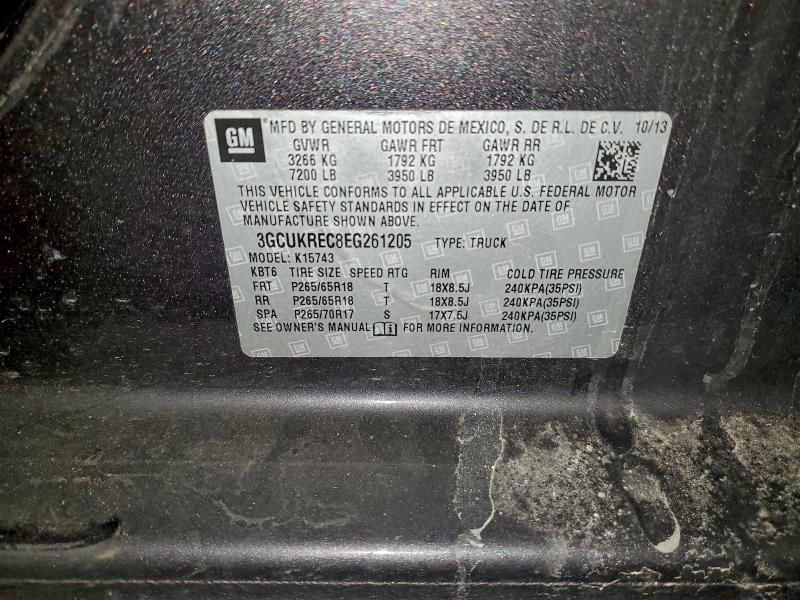 GM ® MFD BY GENERAL MOTORS DE MEXICO, S. DE R.L. DE C.V. 10/13
GVWR GAWR FRT GAWR RR
3266 KG 1792 KG 1792 KG
7200 LB 3950 LB 3950 LB
THIS VEHICLE CONFORMS TO ALL APPLICABLE U.S. FEDERAL MOTOR
VEHICLE SAFETY STANDARDS IN EFFECT ON THE DATE OF
MANUFACTURE SHOWN ABOVE.
3GCUKREC8EG261205 TYPE: TRUCK
MODEL: K15743
KBT6 TIRE SIZE SPEED RTG RIM COLD TIRE PRESSURE
FRT P265/65R18 T 18X8.5J 240KPA(35PSI)
RR P265/65R18 T 18X8.5J 240KPA(35PSI)
SPA P265/70R17 S 17X7.5J 240KPA(35PSI)
SEE OWNER'S MANUAL i FOR MORE INFORMATION.